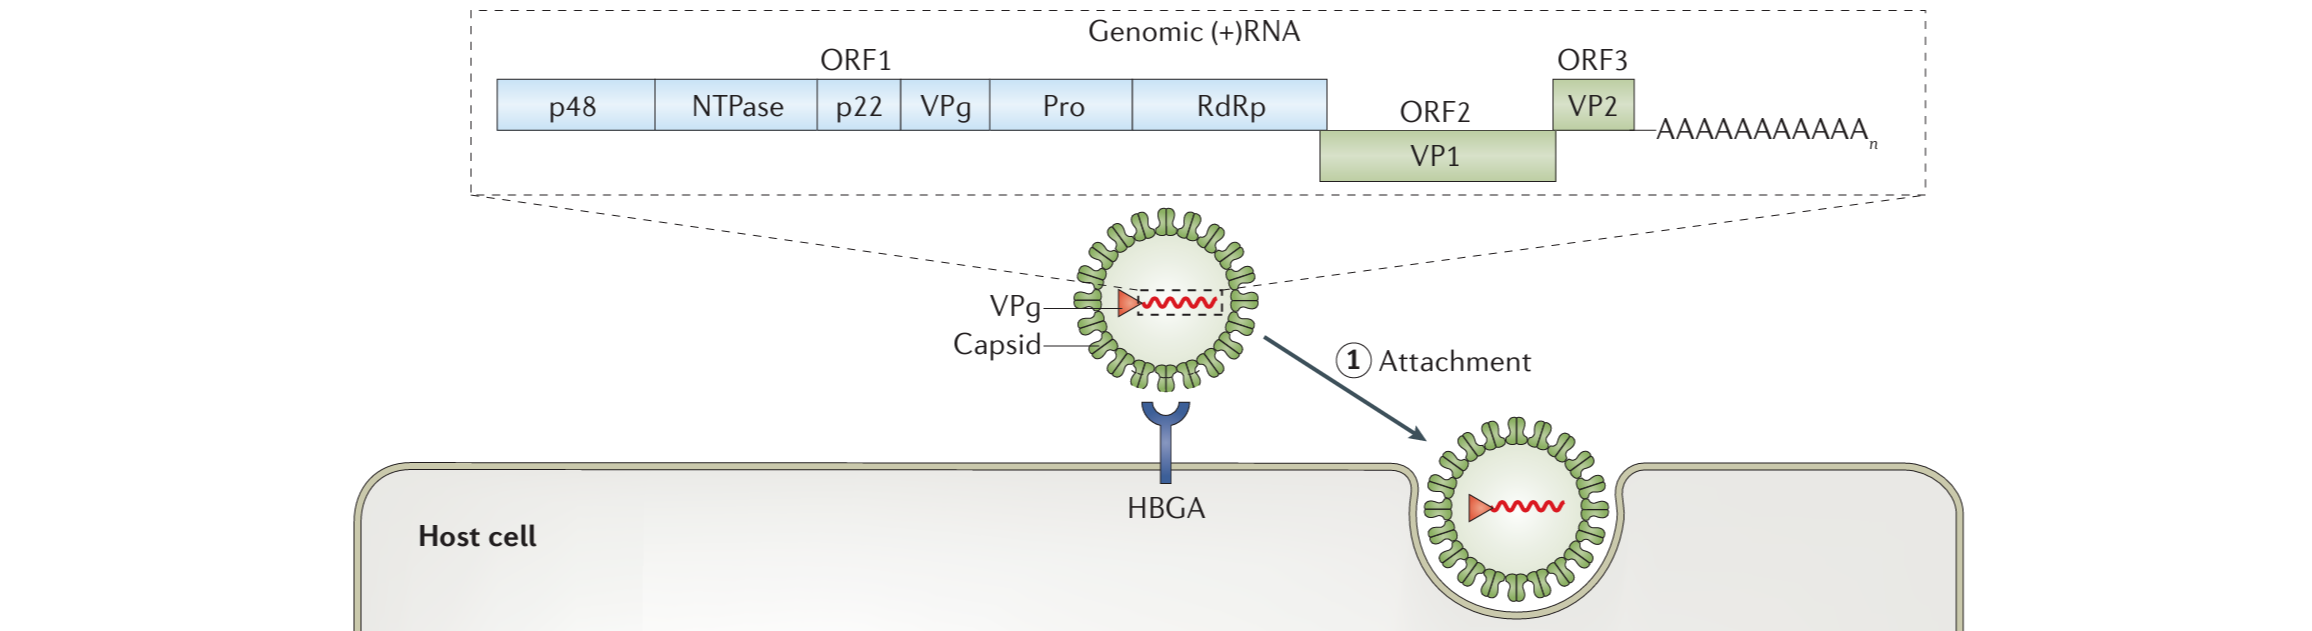 Genomic (+)RNA
ORF1
ORF3
p48 NTPase p22 VPg Pro RdRp
ORF2
VP2
VP1
AAAAAAAAAAAn
VPg
Capsid
1 Attachment
HBGA
Host cell